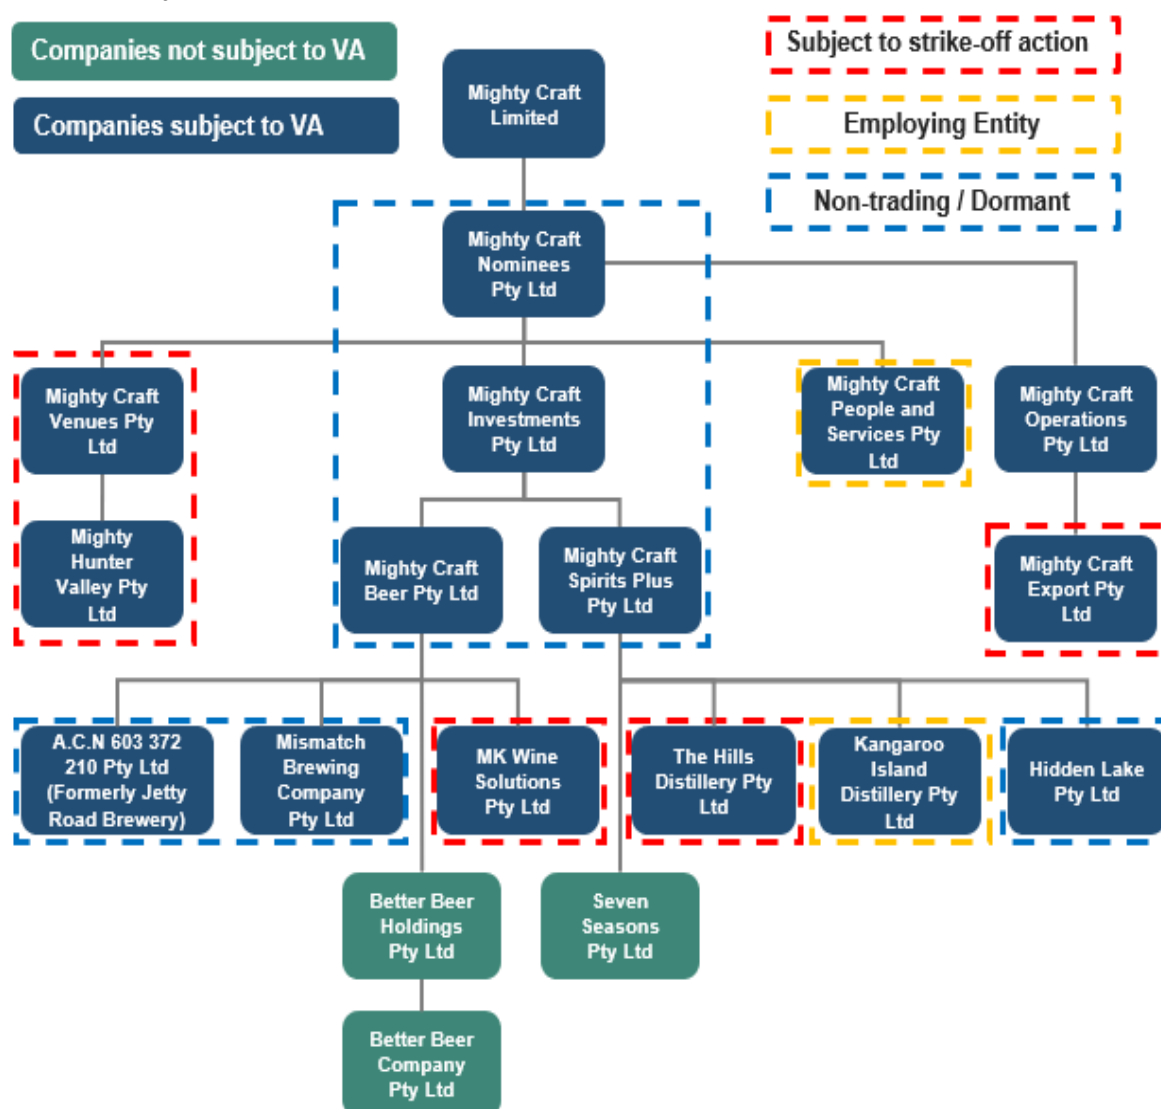 Companies not subject to VA
Companies subject to VA
Subject to strike-off action
Employing Entity
Non-trading / Dormant
Mighty Craft
Limited
Mighty Craft
Nominees
Pty Ltd
Mighty Craft
Venues Pty
Ltd
Mighty Craft
Investments
Pty Ltd
Mighty Craft
People and
Services Pty
Ltd
Mighty Craft
Operations
Pty Ltd
Mighty
Hunter
Valley Pty
Ltd
Mighty Craft
Beer Pty Ltd
Mighty Craft
Spirits Plus
Pty Ltd
Mighty Craft
Export Pty
Ltd
A.C.N 603 372
210 Pty Ltd
(Formerly Jetty
Road Brewery)
Mismatch
Brewing
Company
Pty Ltd
MK Wine
Solutions
Pty Ltd
The Hills
Distillery Pty
Ltd
Kangaroo
Island
Distillery Pty
Ltd
Hidden Lake
Pty Ltd
Better Beer
Holdings
Pty Ltd
Seven
Seasons
Pty Ltd
Better Beer
Company
Pty Ltd